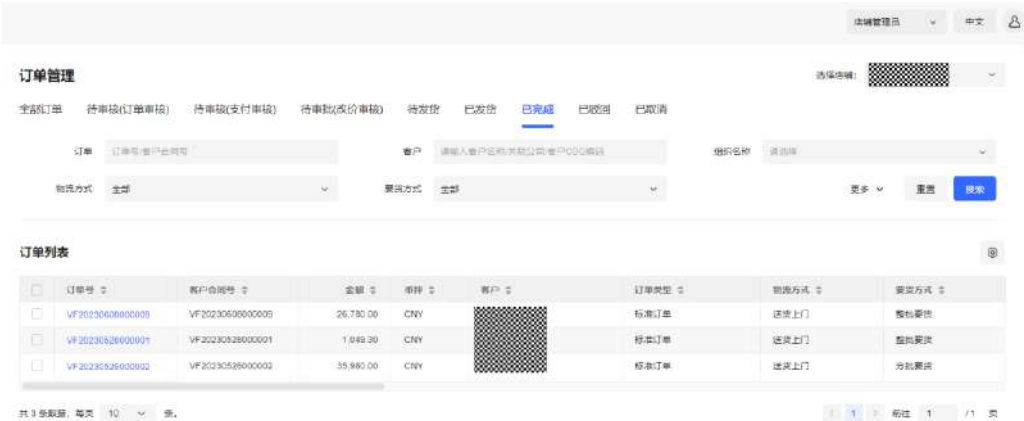 店铺管理员 中文
订单管理 选择店铺:
全部订单 待审核(订单审核) 待审核(支付审核) 待审批(改价审核) 待发货 已发货 已完成 已驳回 已取消
订单 订单号/客户合同号 客户 请输入客户名称/关联公司/客户CBG编码 组织名称 请选择
物流方式 全部 要货方式 全部 更多 重置 搜索
订单列表
订单号 客户合同号 金额 币种 客户 订单类型 物流方式 要货方式
VF20230606000005 VF20230606000005 26,780.00 CNY 标准订单 送货上门 整批要货
VF20230526000001 VF20230526000001 1,049.30 CNY 标准订单 送货上门 整批要货
VF20230526000002 VF20230526000002 35,980.00 CNY 标准订单 送货上门 分批要货
共 3 条数据, 每页 10 条。 1 前往 1 /1 页